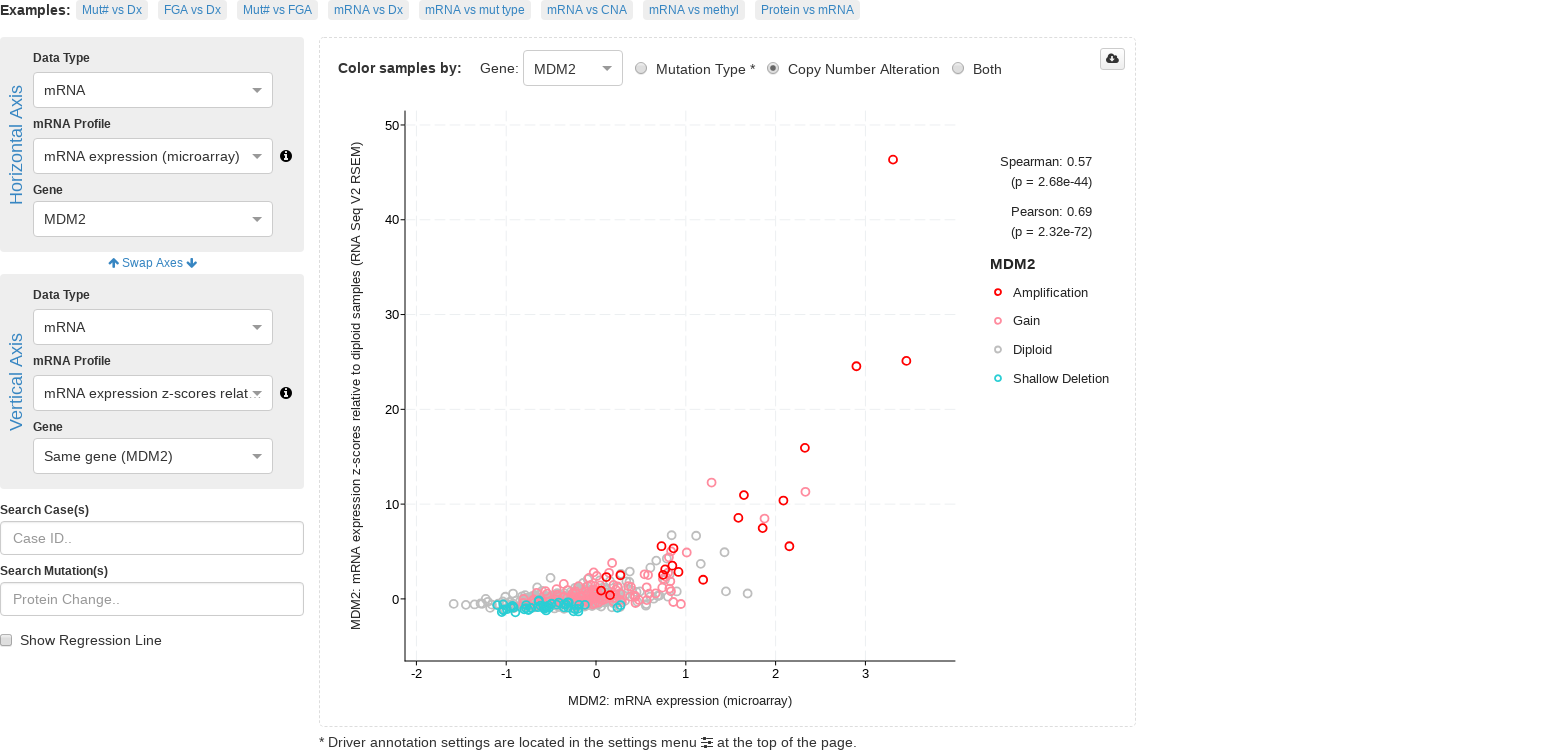 Examples: Mut# vs Dx FGA vs Dx Mut# vs FGA mRNA vs Dx mRNA vs mut type mRNA vs CNA mRNA vs methyl Protein vs mRNA
Horizontal Axis
Data Type
mRNA
mRNA Profile
mRNA expression (microarray)
Gene
MDM2
Swap Axes
Vertical Axis
Data Type
mRNA
mRNA Profile
mRNA expression z-scores relat...
Gene
Same gene (MDM2)
Search Case(s)
Case ID..
Search Mutation(s)
Protein Change..
Show Regression Line
Color samples by: Gene: MDM2 Mutation Type * Copy Number Alteration Both
MDM2: mRNA expression z-scores relative to diploid samples (RNA Seq V2 RSEM)
50
40
30
20
10
0
-2 -1 0 1 2 3
MDM2: mRNA expression (microarray)
Spearman: 0.57
(p = 2.68e-44)
Pearson: 0.69
(p = 2.32e-72)
MDM2
Amplification
Gain
Diploid
Shallow Deletion
* Driver annotation settings are located in the settings menu at the top of the page.